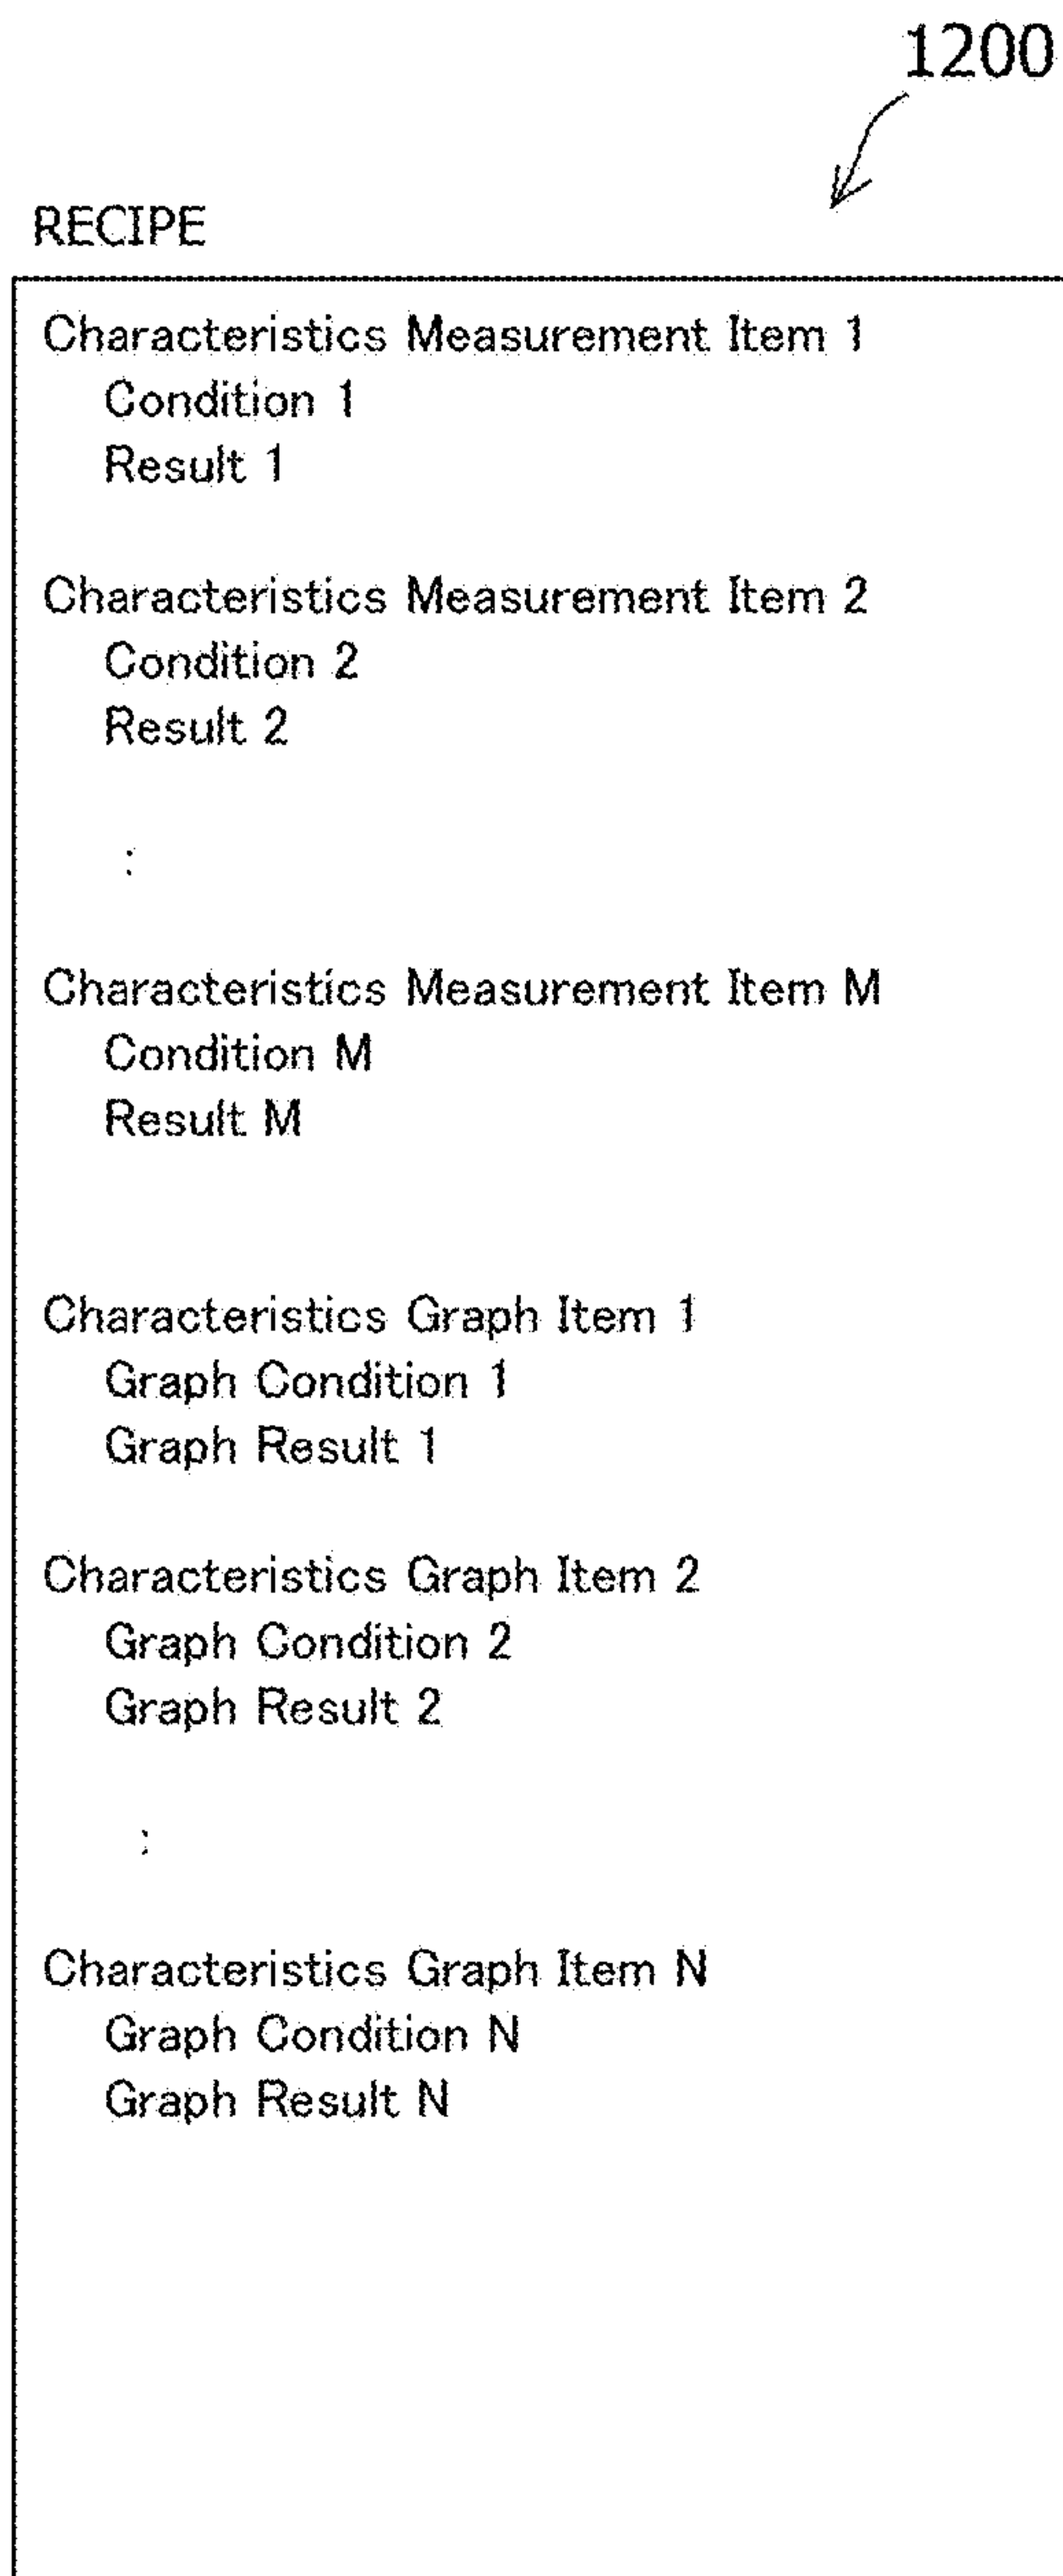 1200
RECIPE
Characteristics Measurement Item 1
Condition 1
Result 1
Characteristics Measurement Item 2
Condition 2
Result 2
:
Characteristics Measurement Item M
Condition M
Result M
Characteristics Graph Item 1
Graph Condition 1
Graph Result 1
Characteristics Graph Item 2
Graph Condition 2
Graph Result 2
:
Characteristics Graph Item N
Graph Condition N
Graph Result N